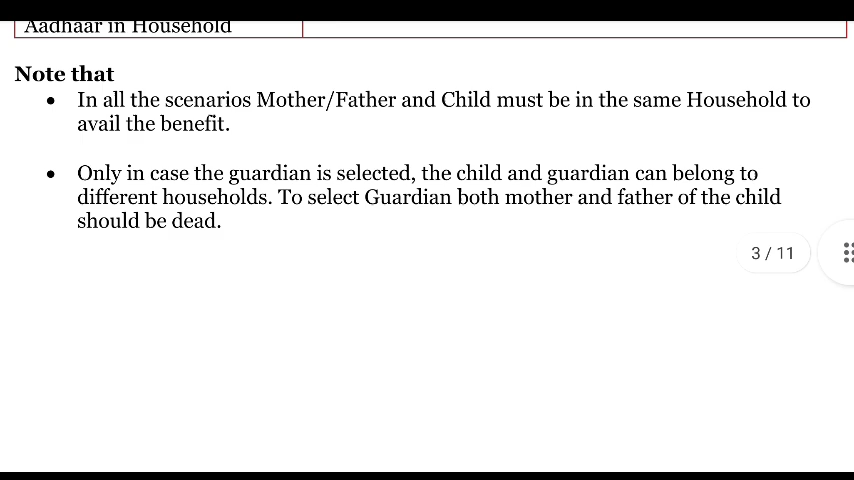 Aadhaar in Household
Note that
• In all the scenarios Mother/Father and Child must be in the same Household to
avail the benefit.
• Only in case the guardian is selected, the child and guardian can belong to
different households. To select Guardian both mother and father of the child
should be dead.
3 / 11